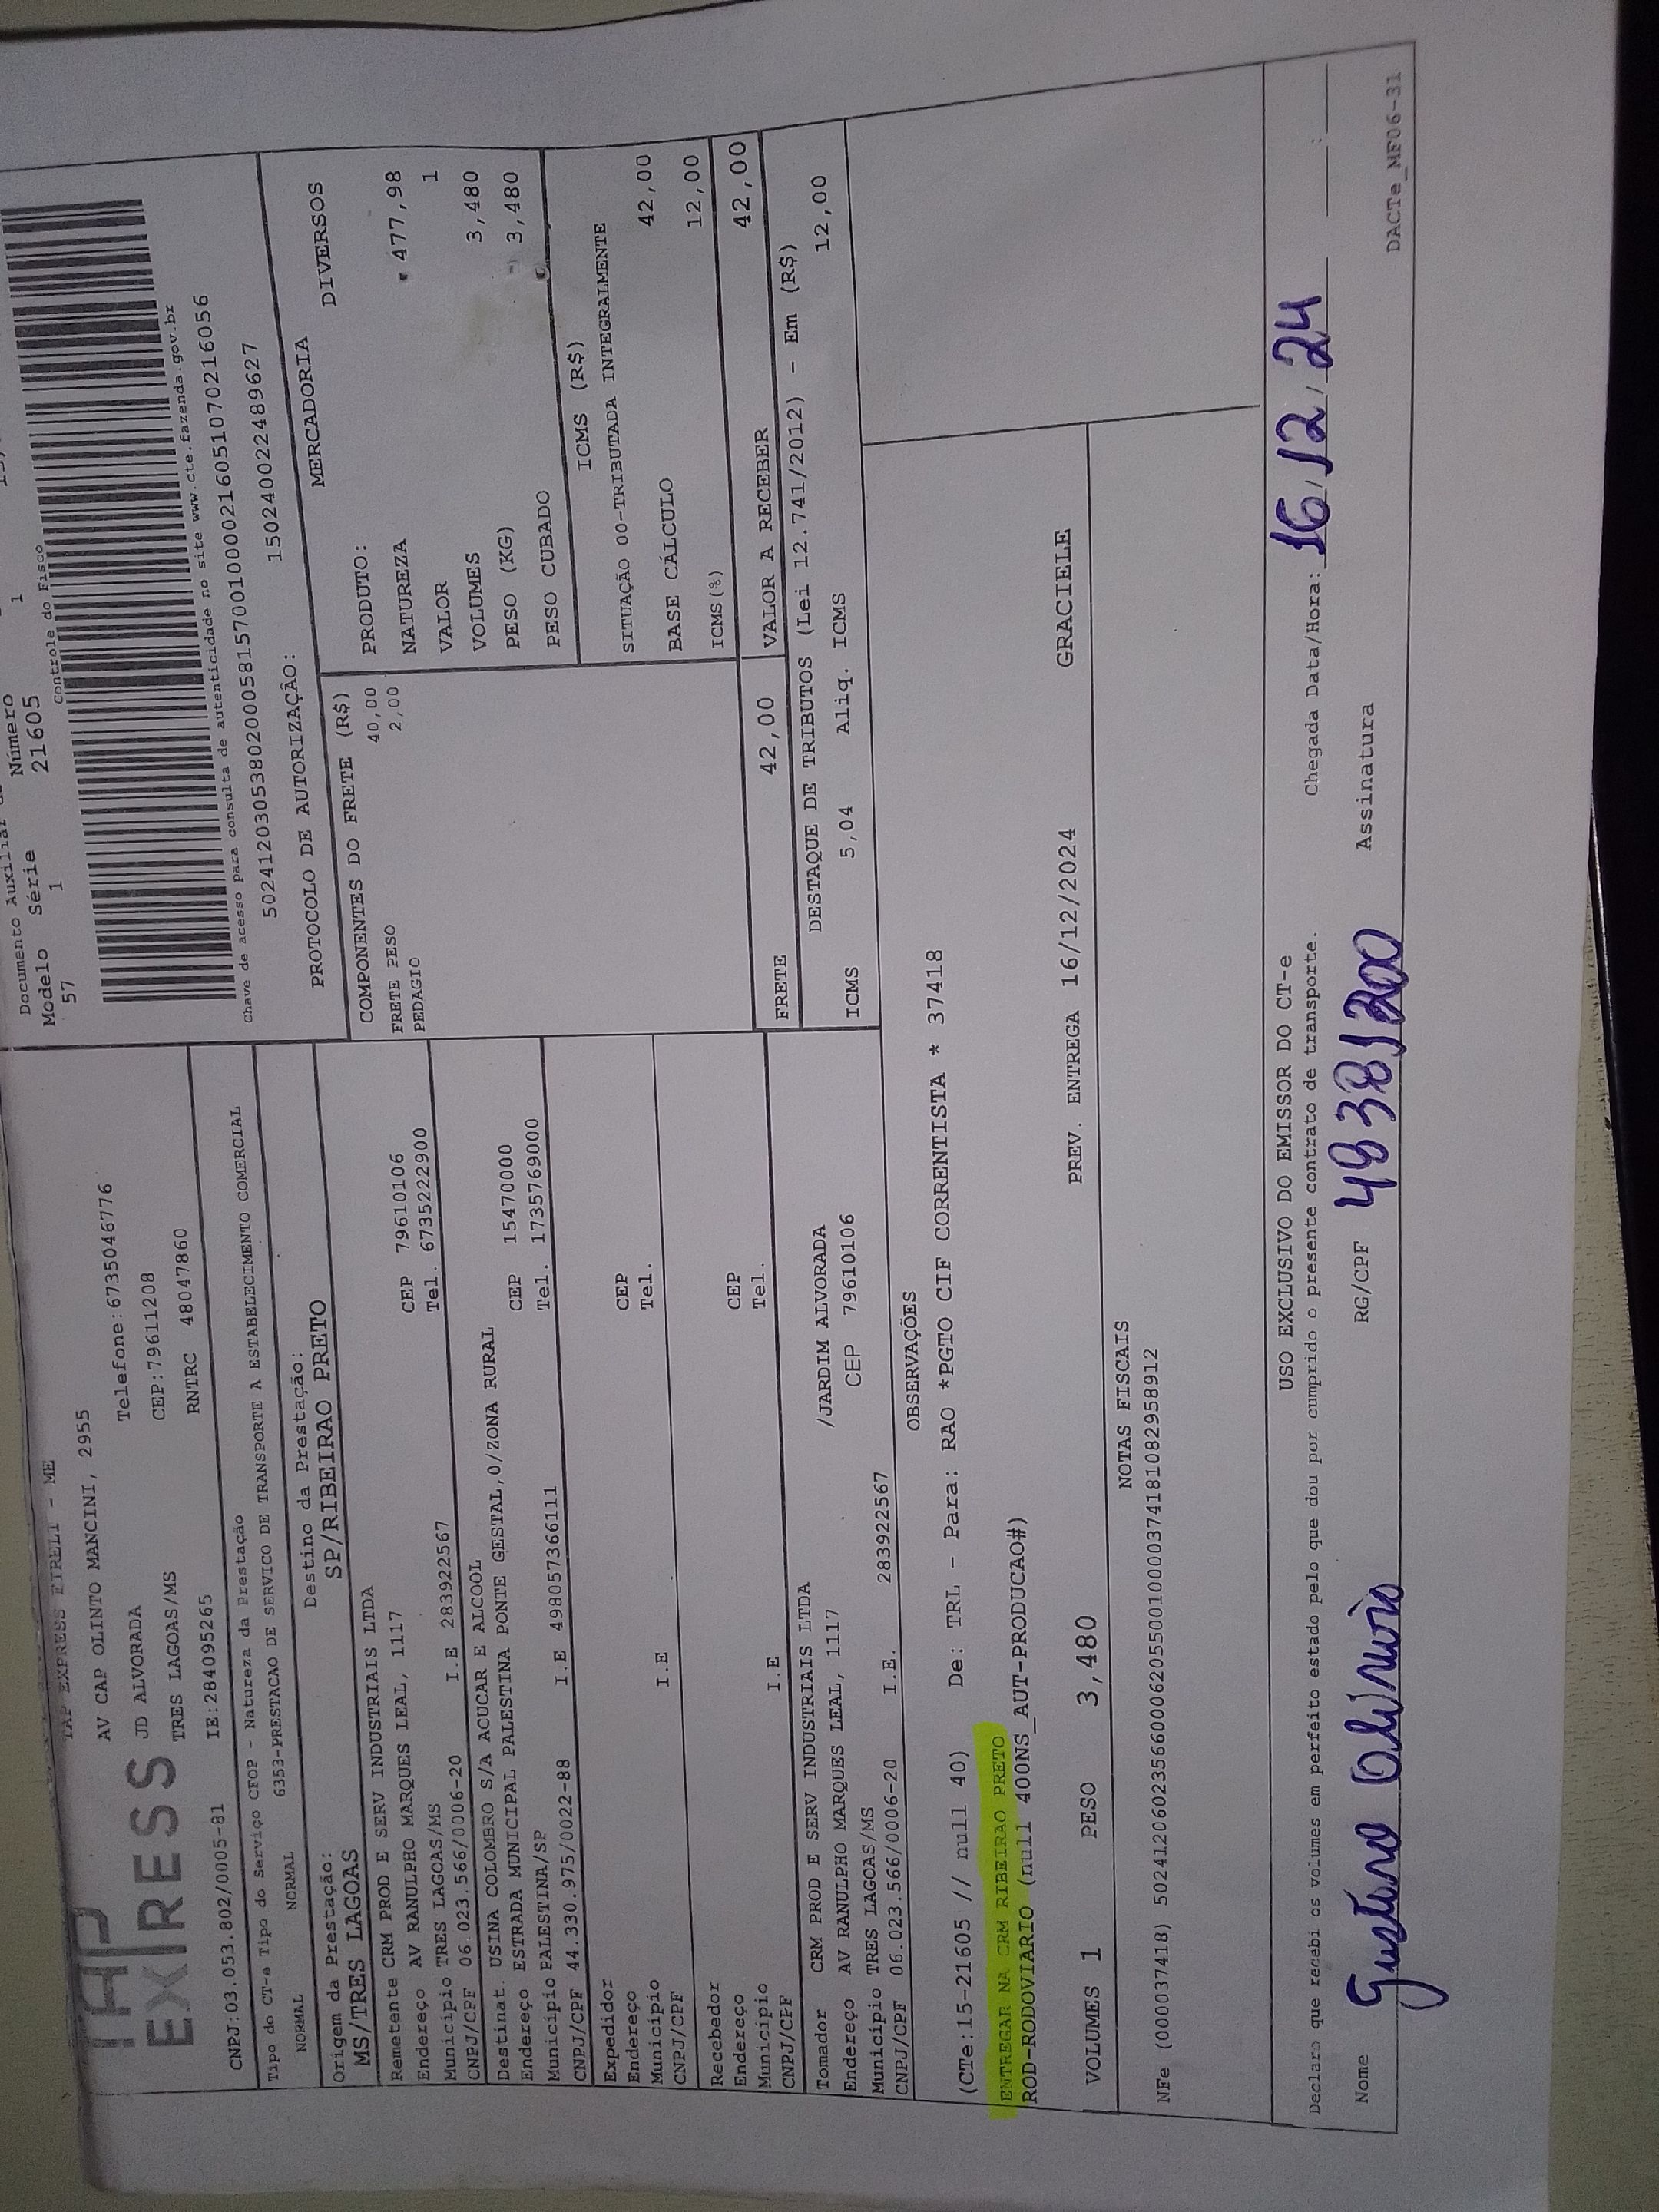 TAP
EXPRESS
TAP EXPRESS EIRELI - ME
AV CAP OLINTO MANCINI, 2955
Telefone:6735046776
JD ALVORADA CEP:79611208
TRES LAGOAS/MS RNTRC 48047860
CNPJ:03.053.802/0005-81 IE:284095265
Documento Auxiliar
Modelo Série Número
57 1 21605 1
Controle do Fisco
Chave de acesso para consulta de autenticidade no site www.cte.fazenda.gov.br
50241203053802000581570010000216051070216056
PROTOCOLO DE AUTORIZAÇÃO: 150240022489627
Tipo do CT-e Tipo do Serviço CFOP - Natureza da Prestação
NORMAL NORMAL 6353-PRESTACAO DE SERVICO DE TRANSPORTE A ESTABELECIMENTO COMERCIAL
Origem da Prestação: Destino da Prestação:
MS/TRES LAGOAS SP/RIBEIRAO PRETO
Remetente CRM PROD E SERV INDUSTRIAIS LTDA
Endereço AV RANULPHO MARQUES LEAL, 1117 CEP 79610106
Município TRES LAGOAS/MS Tel. 673522­2900
CNPJ/CPF 06.023.566/0006-20 I.E 283922567
Destinat. USINA COLOMBRO S/A ACUCAR E ALCOOL
Endereço ESTRADA MUNICIPAL PALESTINA PONTE GESTAL,0/ZONA RURAL CEP 15470000
Município PALESTINA/SP Tel. 1735769000
CNPJ/CPF 44.330.975/0022-88 I.E 498057366111
Expedidor
Endereço CEP
Município Tel.
CNPJ/CPF I.E
Recebedor
Endereço CEP
Município Tel.
CNPJ/CPF I.E
Tomador CRM PROD E SERV INDUSTRIAIS LTDA
Endereço AV RANULPHO MARQUES LEAL, 1117 /JARDIM ALVORADA
Município TRES LAGOAS/MS CEP 79610106
CNPJ/CPF 06.023.566/0006-20 I.E. 283922567
COMPONENTES DO FRETE (R$)
FRETE PESO 40,00
PEDAGIO 2,00
FRETE 42,00
MERCADORIA
PRODUTO: DIVERSOS
NATUREZA
VALOR 477,98
VOLUMES 1
PESO (KG) 3,480
PESO CUBADO 3,480
ICMS (R$)
SITUAÇÃO 00-TRIBUTADA INTEGRALMENTE
BASE CÁLCULO 42,00
ICMS(%) 12,00
VALOR A RECEBER 42,00
DESTAQUE DE TRIBUTOS (Lei 12.741/2012) - Em (R$)
ICMS 5,04 Aliq. ICMS 12,00
OBSERVAÇÕES
(CTe:15-21605 // null 40) De: TRL - Para: RAO *PGTO CIF CORRENTISTA * 37418
ENTREGAR NA CRM RIBEIRAO PRETO
ROD-RODOVIARIO (null 400NS_AUT-PRODUCAO#)
VOLUMES 1 PESO 3,480 PREV. ENTREGA 16/12/2024 GRACIELE
NOTAS FISCAIS
NFe (000037418) 50241206023566000620550010000374181082958912
USO EXCLUSIVO DO EMISSOR DO CT-e
Declaro que recebi os volumes em perfeito estado pelo que dou por cumprido o presente contrato de transporte. Chegada Data/Hora: 16/12/24 :
Nome Gustavo RG/CPF Assinatura
DACTe_MF06-31